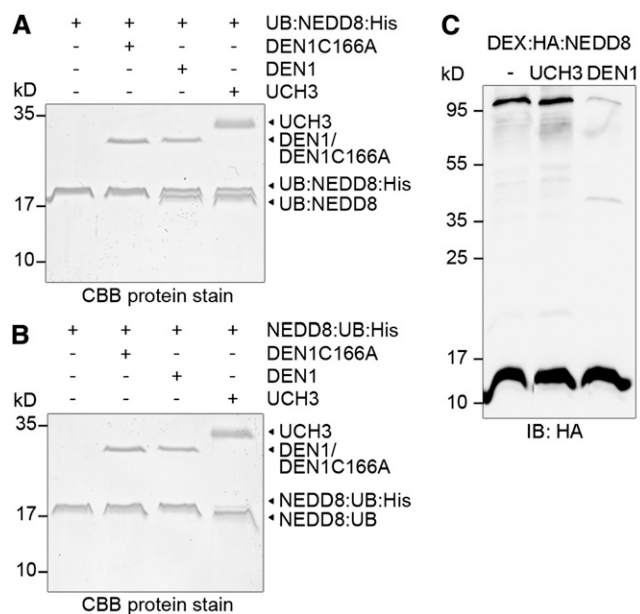 A
+ + + + UB:NEDD8:His
- + - - DEN1C166A
- - + - DEN1
- - - + UCH3
kD
35
17
10
UCH3
DEN1/
DEN1C166A
UB:NEDD8:His
UB:NEDD8
CBB protein stain
B
+ + + + NEDD8:UB:His
- + - - DEN1C166A
- - + - DEN1
- - - + UCH3
kD
35
17
10
UCH3
DEN1/
DEN1C166A
NEDD8:UB:His
NEDD8:UB
CBB protein stain
C
DEX:HA:NEDD8
kD - UCH3 DEN1
95
55
35
25
17
10
IB: HA